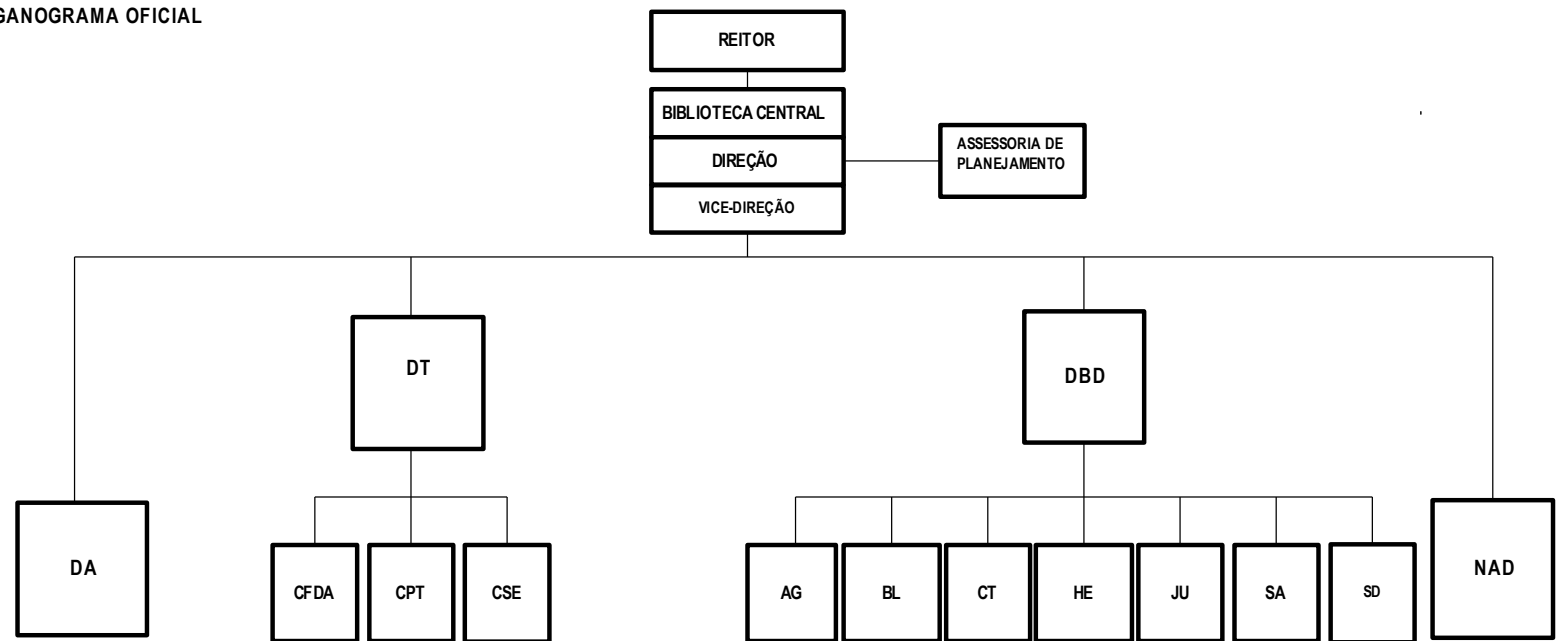 GANOGRAMA OFICIAL
REITOR
BIBLIOTECA CENTRAL
DIREÇÃO
ASSESSORIA DE
PLANEJAMENTO
VICE-DIREÇÃO
DT
DBD
DA
CFDA
CPT
CSE
AG
BL
CT
HE
JU
SA
SD
NAD